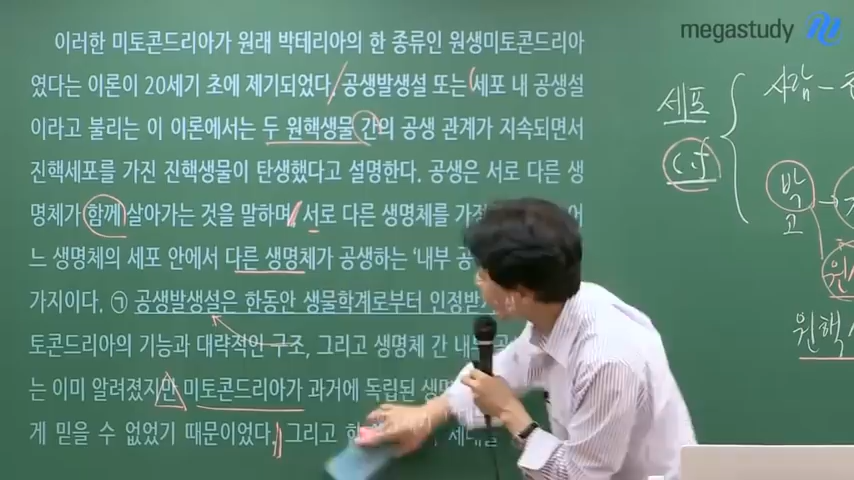 megastudy
이러한 미토콘드리아가 원래 박테리아의 한 종류인 원생미토콘드리아
였다는 이론이 20세기 초에 제기되었다. 공생발생설 또는 세포 내 공생설
이라고 불리는 이 이론에서는 두 원핵생물 간의 공생 관계가 지속되면서
진핵세포를 가진 진핵생물이 탄생했다고 설명한다. 공생은 서로 다른 생
명체가 함께 살아가는 것을 말하며, 서로 다른 생명체를 어
느 생명체의 세포 안에서 다른 생명체가 공생하는 '내부
가지이다. ㉠ 공생발생설은 한동안 생물학계로부터 인정받
토콘드리아의 기능과 대략적인 구조, 그리고 생명체 간
는 이미 알려졌지만 미토콘드리아가 과거에 독립된
게 믿을 수 없었기 때문이었다. 그리고
세포
c.f
사람
박
고
원핵